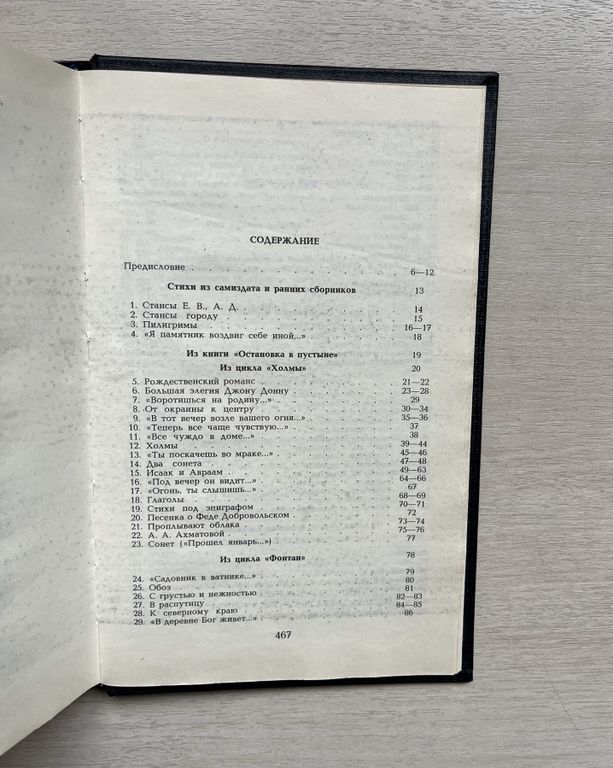 СОДЕРЖАНИЕ
Предисловие . . . . . . . . . . 6—12
Стихи из самиздата и ранних сборников 13
1. Стансы Е. В., А. Д. . . . . . . . . 14
2. Стансы городу . . . . . . . . . 15
3. Пилигримы . . . . . . . . . 16—17
4. «Я памятник воздвиг себе иной...» . . . . . 18
Из книги «Остановка в пустыне» 19
Из цикла «Холмы» 20
5. Рождественский романс . . . . . . . 21—22
6. Большая элегия Джону Донну . . . . . . 23—28
7. «Воротишься на родину...» . . . . . . . 29
8. От окраины к центру . . . . . . . 30—34
9. «В тот вечер возле вашего огня...» . . . . . 35—36
10. «Теперь все чаще чувствую...» . . . . . . 37
11. «Все чуждо в доме...» . . . . . . . 38
12. Холмы . . . . . . . . . . 39—44
13. «Ты поскачешь во мраке...» . . . . . . 45—46
14. Два сонета . . . . . . . . . 47—48
15. Исаак и Авраам . . . . . . . . 49—63
16. «Под вечер он видит...» . . . . . . . 64—66
17. «Огонь, ты слышишь...» . . . . . . . 67
18. Глаголы . . . . . . . . . . 68—69
19. Стихи под эпиграфом . . . . . . . 70—71
20. Песенка о Феде Добровольском . . . . . . 72
21. Проплывают облака . . . . . . . 73—74
22. А. А. Ахматовой . . . . . . . . 75—76
23. Сонет («Прошел январь...») . . . . . . 77
Из цикла «Фонтан» 78
24. «Садовник в ватнике...» . . . . . . . 79
25. Обоз . . . . . . . . . . 80
26. С грустью и нежностью . . . . . . . 81
27. В распутицу . . . . . . . . . 82—83
28. К северному краю . . . . . . . . 84—85
29. «В деревне Бог живет...» . . . . . . . 86
467